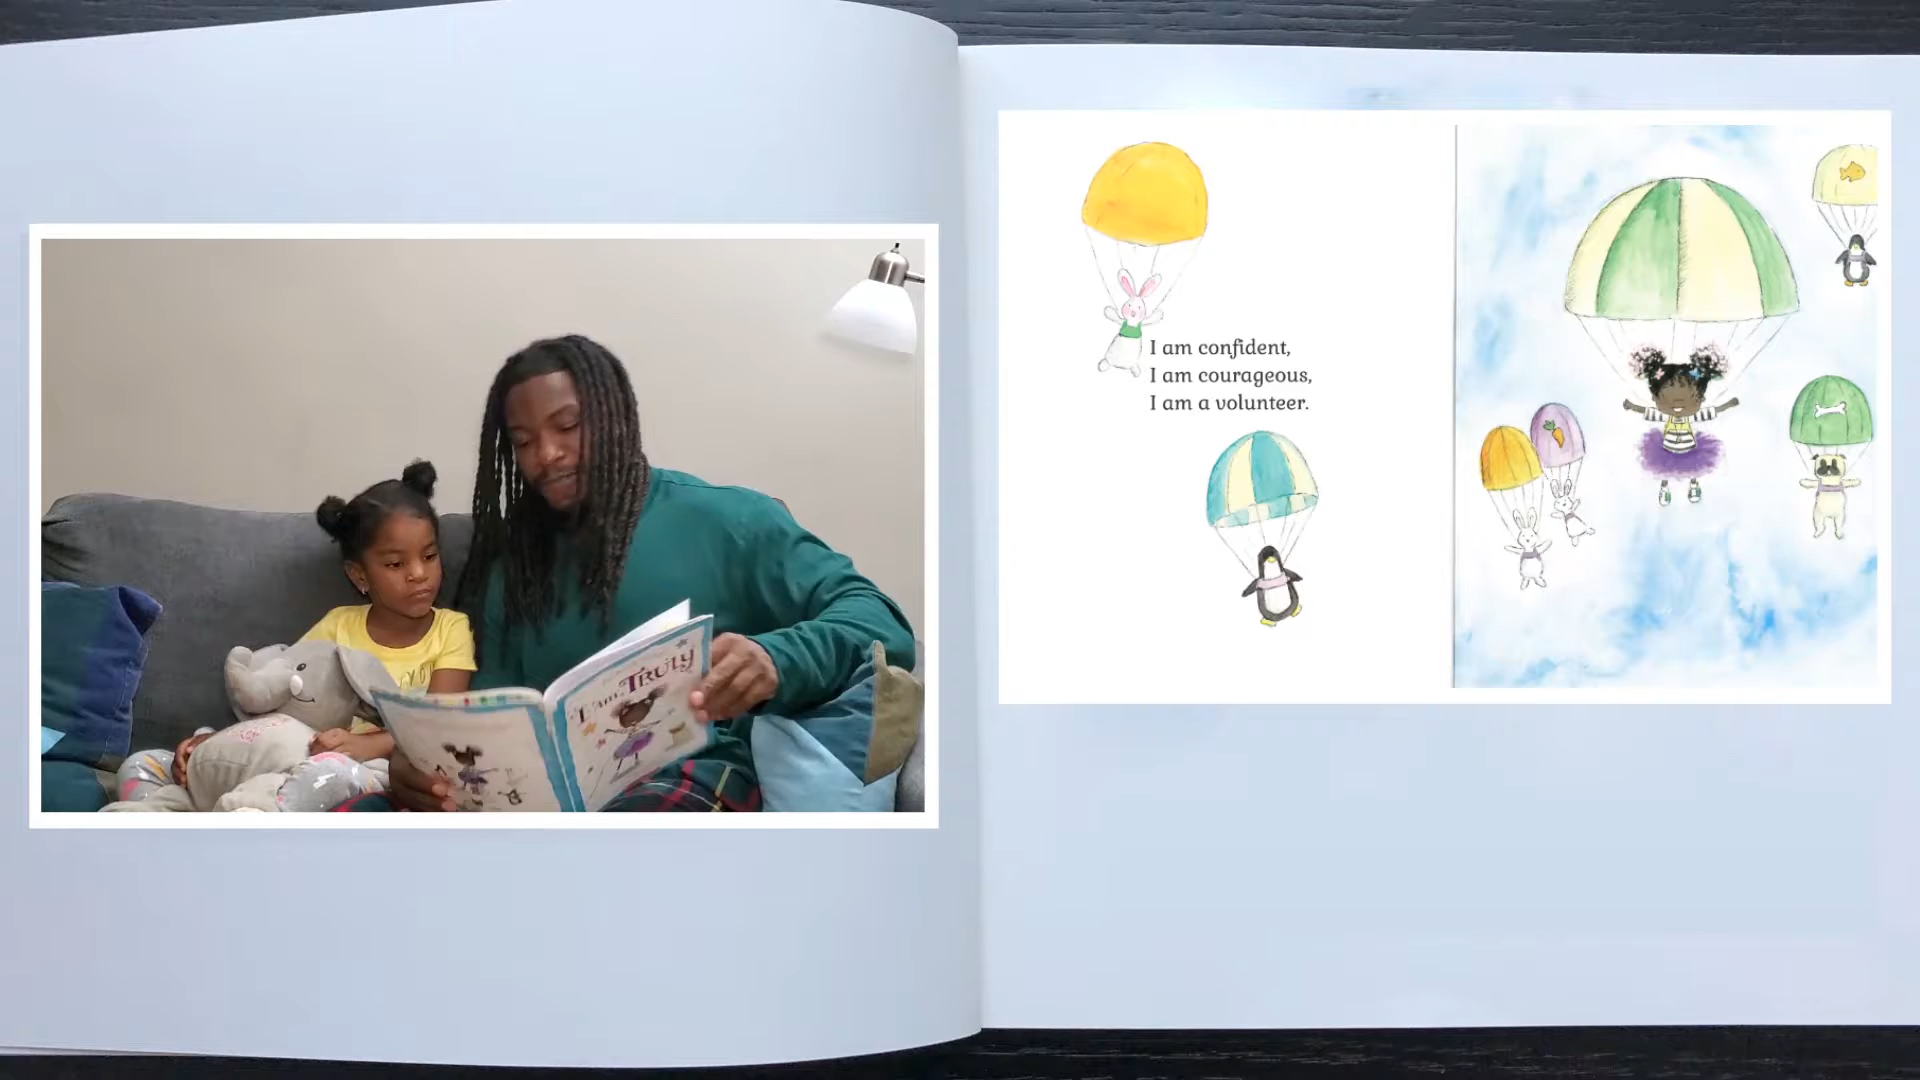 I am, TRULY
I am confident,
I am courageous,
I am a volunteer.